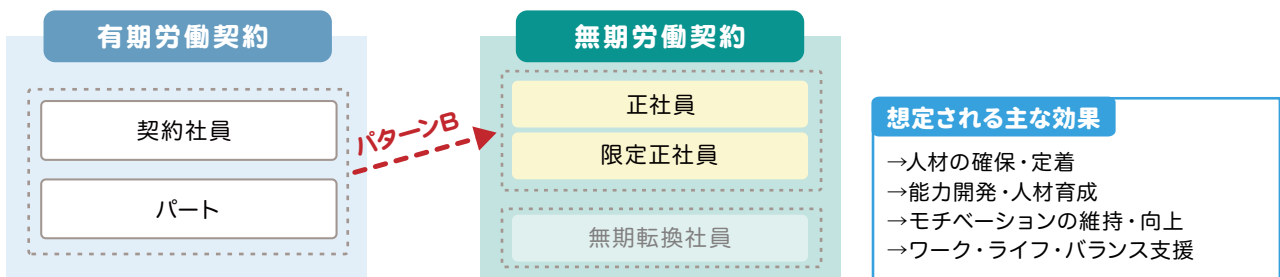 有期労働契約
契約社員
パート
パターンB
無期労働契約
正社員
限定正社員
無期転換社員
想定される主な効果
→人材の確保・定着
→能力開発・人材育成
→モチベーションの維持・向上
→ワーク・ライフ・バランス支援